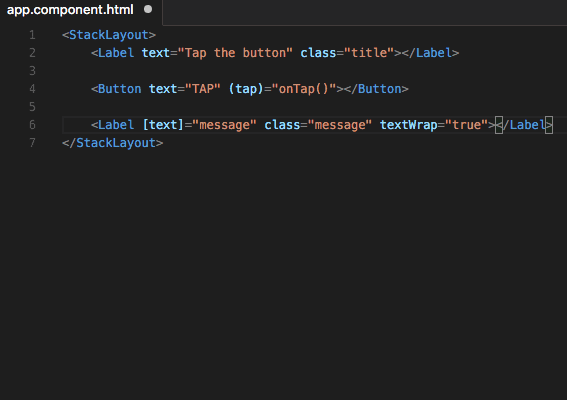 app.component.html
1 <StackLayout>
2 <Label text="Tap the button" class="title"></Label>
3
4 <Button text="TAP" (tap)="onTap()"></Button>
5
6 <Label [text]="message" class="message" textWrap="true"></Label>
7 </StackLayout>